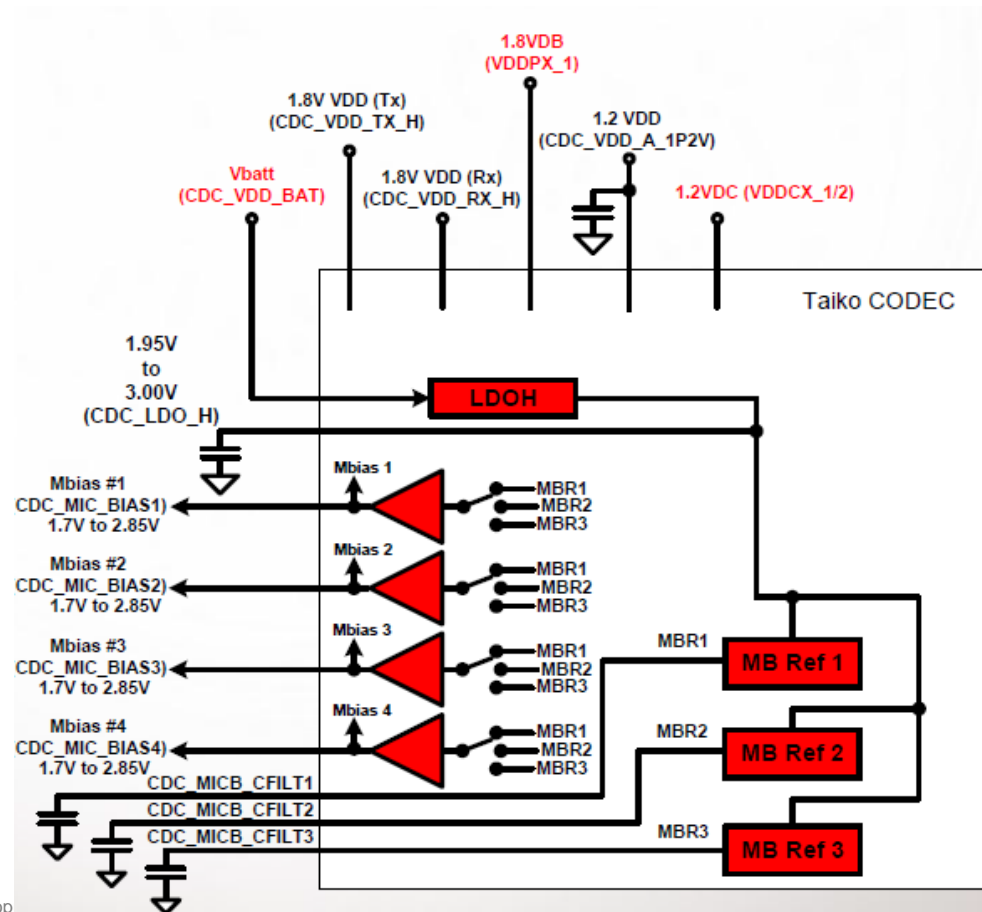 1.8VDB
(VDDPX_1)
1.8V VDD (Tx)
(CDC_VDD_TX_H)
1.2 VDD
(CDC_VDD_A_1P2V)
Vbatt
(CDC_VDD_BAT)
1.8V VDD (Rx)
(CDC_VDD_RX_H)
1.2VDC (VDDCX_1/2)
Taiko CODEC
1.95V
to
3.00V
(CDC_LDO_H)
LDOH
Mbias #1
CDC_MIC_BIAS1)
1.7V to 2.85V
Mbias 1
MBR1
MBR2
MBR3
Mbias #2
CDC_MIC_BIAS2)
1.7V to 2.85V
Mbias 2
MBR1
MBR2
MBR3
Mbias #3
CDC_MIC_BIAS3)
1.7V to 2.85V
Mbias 3
MBR1
MBR2
MBR3
Mbias #4
CDC_MIC_BIAS4)
1.7V to 2.85V
Mbias 4
MBR1
MBR2
MBR3
MBR1
MB Ref 1
MBR2
MB Ref 2
MBR3
MB Ref 3
CDC_MICB_CFILT1
CDC_MICB_CFILT2
CDC_MICB_CFILT3